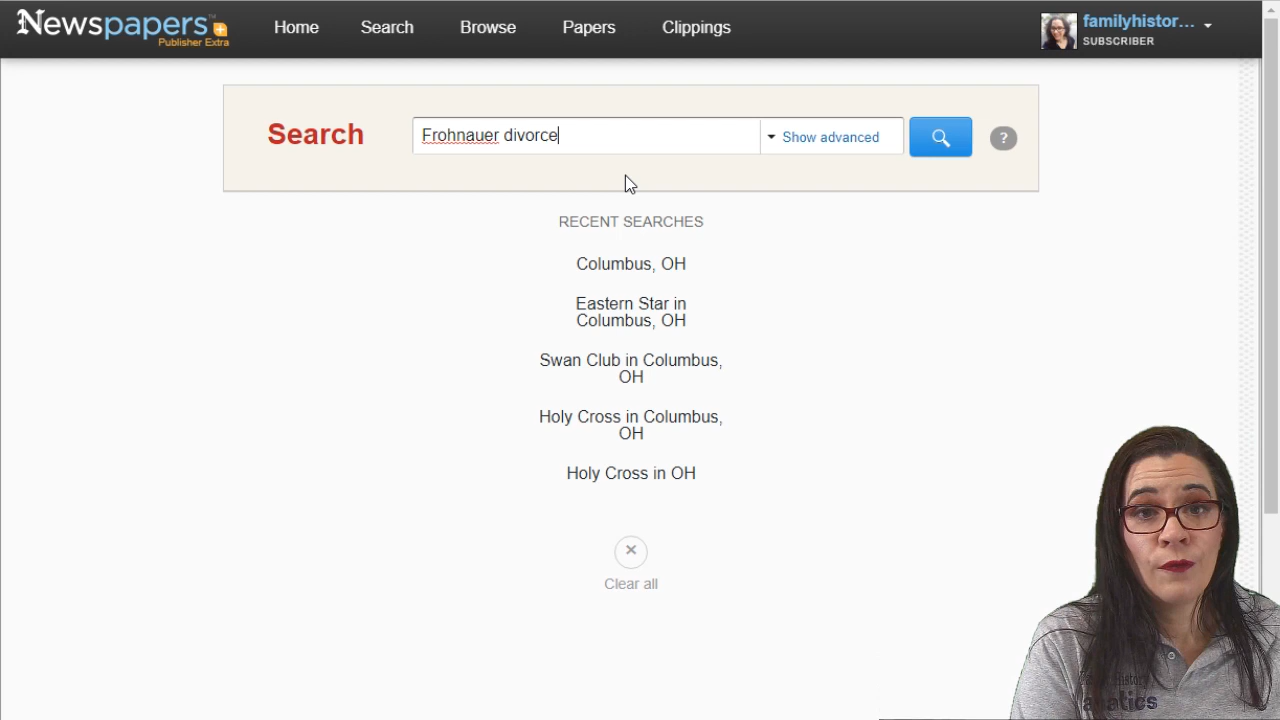 Newspapers™
Publisher Extra
Home
Search
Browse
Papers
Clippings
familyhistor...
SUBSCRIBER
Search
Frohnauer divorce
Show advanced
?
RECENT SEARCHES
Columbus, OH
Eastern Star in
Columbus, OH
Swan Club in Columbus,
OH
Holy Cross in Columbus,
OH
Holy Cross in OH
Clear all